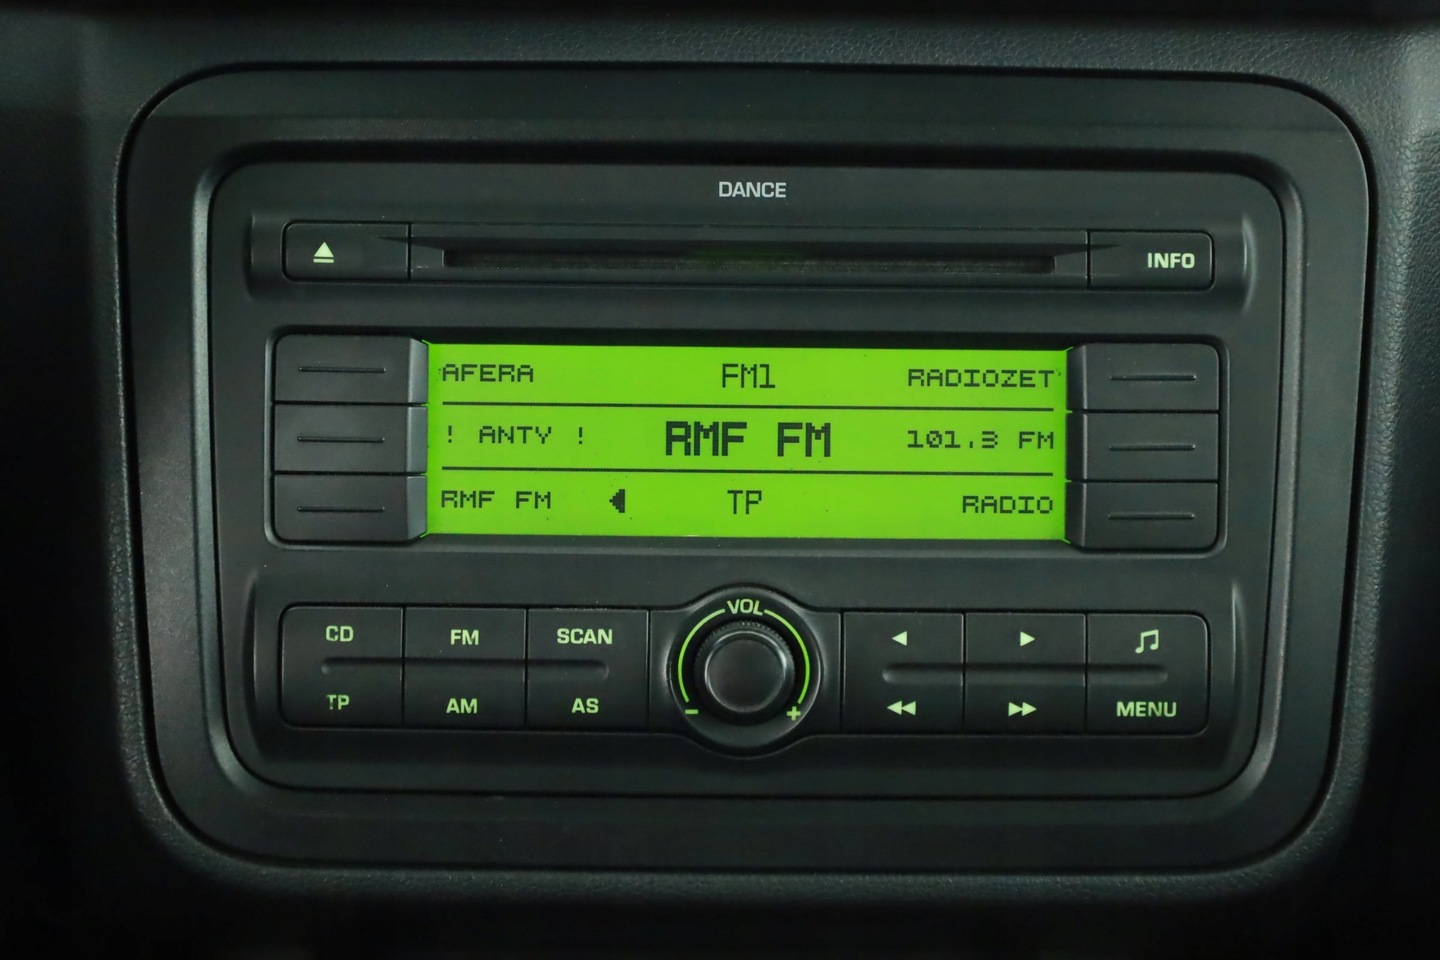 DANCE
INFO
AFERA FM1 RADIOZET
! ANTY ! RMF FM 101.3 FM
RMF FM TP RADIO
VOL
CD FM SCAN
TP AM AS
- +
MENU